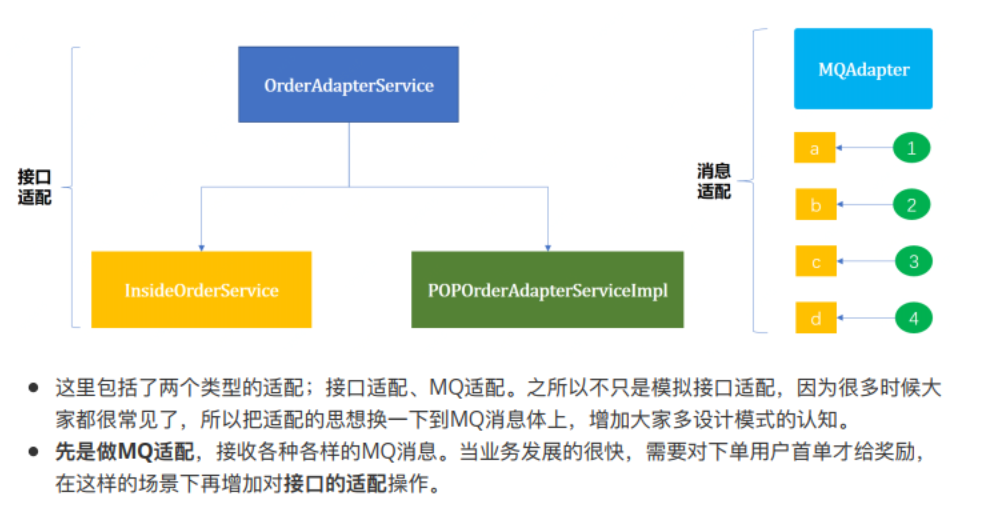 接口
适配
OrderAdapterService
InsideOrderService
POPOrderAdapterServiceImpl
消息
适配
MQAdapter
a 1
b 2
c 3
d 4
这里包括了两个类型的适配；接口适配、MQ适配。之所以不只是模拟接口适配，因为很多时候大
家都很常见了，所以把适配的思想换一下到MQ消息体上，增加大家多设计模式的认知。
先是做MQ适配，接收各种各样的MQ消息。当业务发展的很快，需要对下单用户首单才给奖励，
在这样的场景下再增加对接口的适配操作。